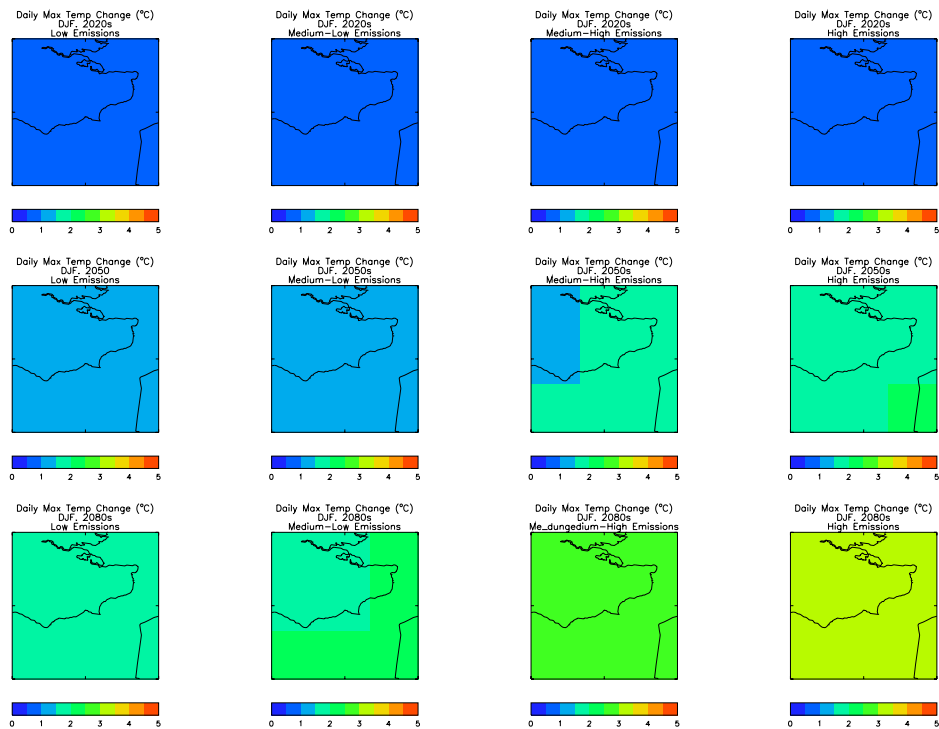 Daily Max Temp Change (°C)
DJF. 2020s
Low Emissions
0 1 2 3 4 5
Daily Max Temp Change (°C)
DJF. 2020s
Medium-Low Emissions
0 1 2 3 4 5
Daily Max Temp Change (°C)
DJF. 2020s
Medium-High Emissions
0 1 2 3 4 5
Daily Max Temp Change (°C)
DJF. 2020s
High Emissions
0 1 2 3 4 5
Daily Max Temp Change (°C)
DJF. 2050
Low Emissions
0 1 2 3 4 5
Daily Max Temp Change (°C)
DJF. 2050s
Medium-Low Emissions
0 1 2 3 4 5
Daily Max Temp Change (°C)
DJF. 2050s
Medium-High Emissions
0 1 2 3 4 5
Daily Max Temp Change (°C)
DJF. 2050s
High Emissions
0 1 2 3 4 5
Daily Max Temp Change (°C)
DJF. 2080s
Low Emissions
0 1 2 3 4 5
Daily Max Temp Change (°C)
DJF. 2080s
Medium-Low Emissions
0 1 2 3 4 5
Daily Max Temp Change (°C)
DJF. 2080s
Me_dungedium-High Emissions
0 1 2 3 4 5
Daily Max Temp Change (°C)
DJF. 2080s
High Emissions
0 1 2 3 4 5